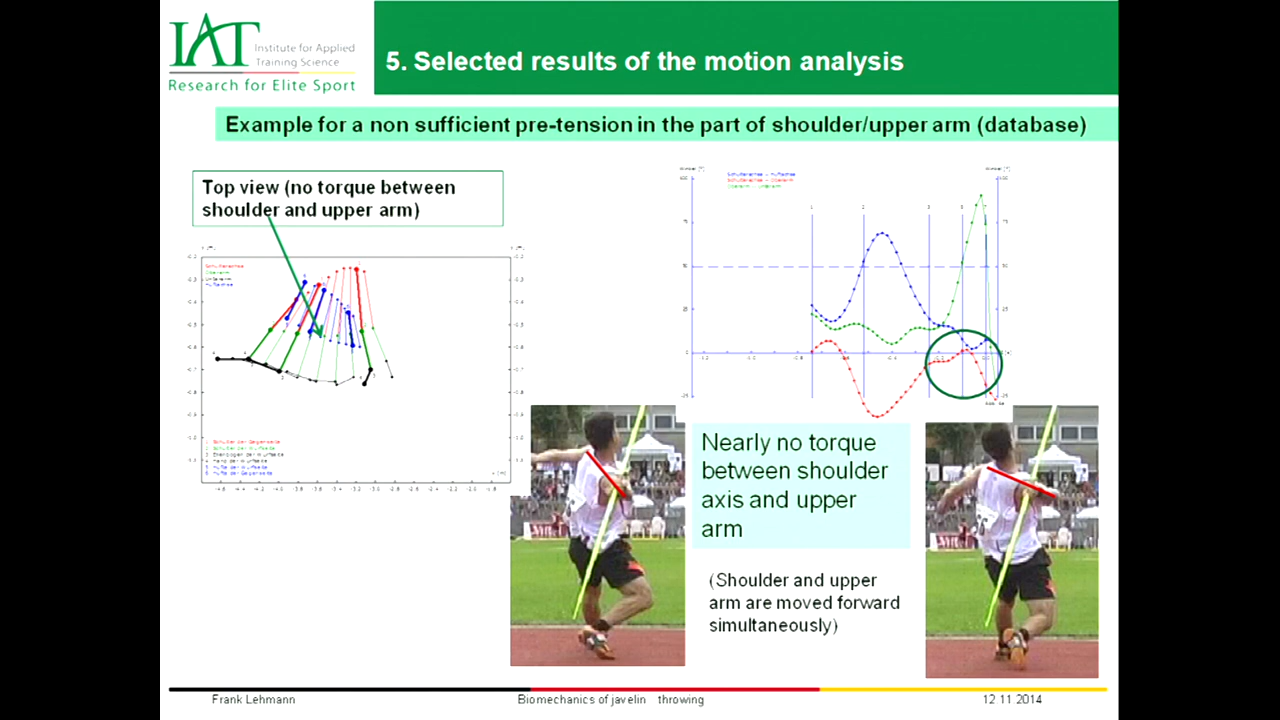 IAT
Institute for Applied
Training Science
Research for Elite Sport
5. Selected results of the motion analysis
Example for a non sufficient pre-tension in the part of shoulder/upper arm (database)
Top view (no torque between
shoulder and upper arm)
Nearly no torque
between shoulder
axis and upper
arm
(Shoulder and upper
arm are moved forward
simultaneously)
Frank Lehmann
Biomechanics of javelin throwing
12.11.2014